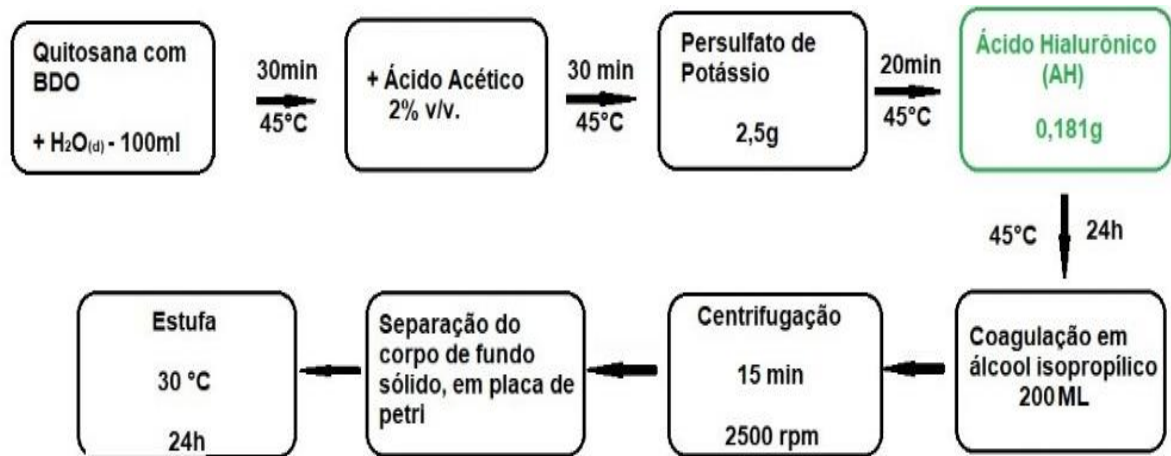 Quitosana com
BDO
+ H₂O(d) - 100ml
30min
45°C
+ Ácido Acético
2% v/v.
30 min
45°C
Persulfato de
Potássio
2,5g
20min
45°C
Ácido Hialurônico
(AH)
0,181g
45°C
24h
Coagulação em
álcool isopropílico
200ML
Centrifugação
15 min
2500 rpm
Separação do
corpo de fundo
sólido, em placa de
petri
Estufa
30 °C
24h